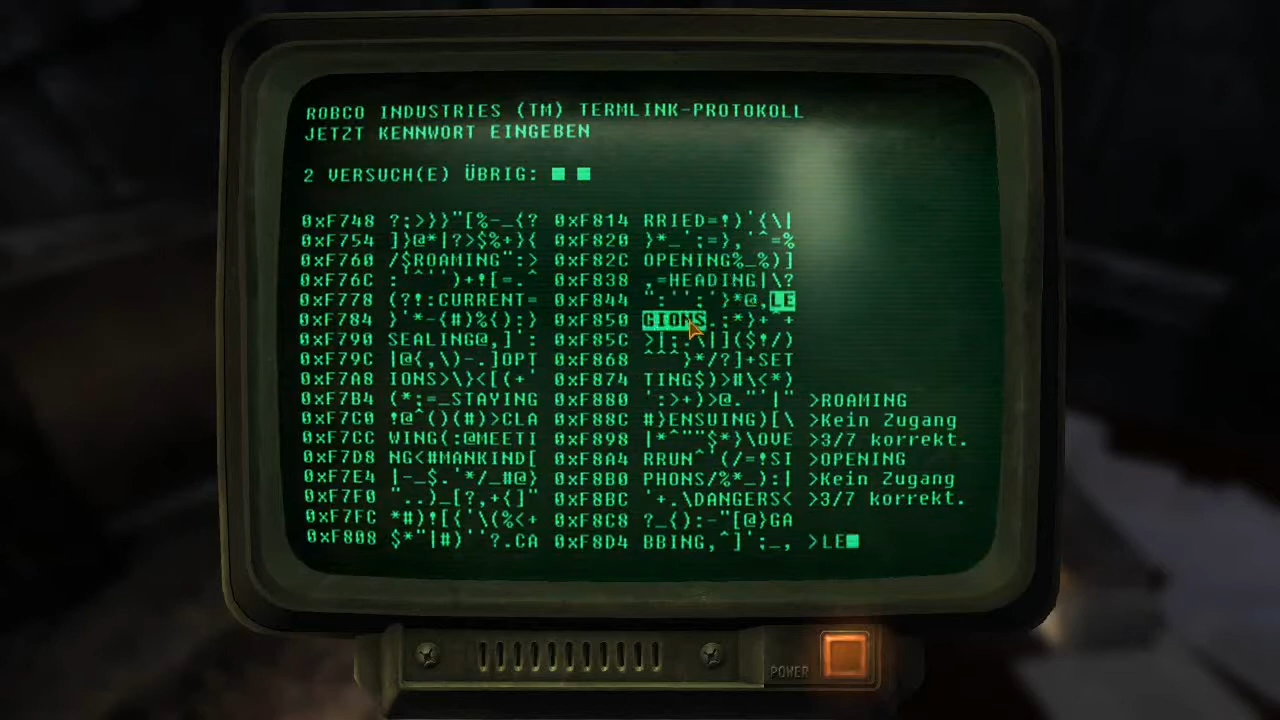 ROBCO INDUSTRIES (TM) TERMLINK-PROTOKOLL
JETZT KENNWORT EINGEBEN
2 VERSUCH(E) ÜBRIG: ■ ■
0xF748 ?;>}}"[%-_{? 0xF814 RRIED=!)'{\|
0xF754 ]}@*|?>$%+}{ 0xF820 }*_';=},'^=%
0xF760 /$ROAMING":> 0xF82C OPENING%_%)]
0xF76C :'^'')+![=.^ 0xF838 ,=HEADING|\?
0xF778 (?!:CURRENT= 0xF844 ":'';'}*@,LE
0xF784 }'*-{#)%{):} 0xF850 GIONS.;*}+^+
0xF790 SEALING@,]': 0xF85C >[;.\|]($!/)
0xF79C |@{,\)-.]OPT 0xF868 ^^^}*/?]+SET
0xF7A8 IONS>\}<[(+' 0xF874 TING$)>#\<*)
0xF7B4 (*;=_STAYING 0xF880 ':>+)>@."'|" >ROAMING
0xF7C0 !@^()(#)>CLA 0xF88C #}ENSUING)[\ >Kein Zugang
0xF7CC WING(:@MEETI 0xF898 |*^""$*}\OVE >3/7 korrekt.
0xF7D8 NG<#MANKIND[ 0xF8A4 RRUN^'(/=!SI >OPENING
0xF7E4 |-_$.'*/_#@} 0xF8B0 PHONS/%*_):| >Kein Zugang
0xF7F0 "..)_[?,+{]" 0xF8BC '+.\DANGERS< >3/7 korrekt.
0xF7FC *#)![{'\(%<+ 0xF8C8 ?_{):-"[@}GA
0xF808 $*"|#)''?.CA 0xF8D4 BBING,^]';_, >LE■
POWER